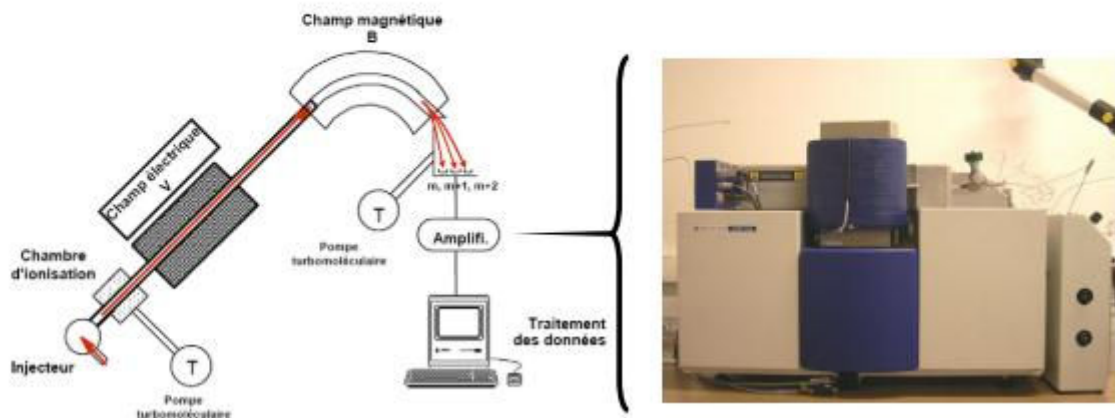 Champ magnétique
B
Champ électrique
V
Chambre
d'ionisation
Injecteur
T
Pompe
turbomoléculaire
T
Pompe
turbomoléculaire
m, m+1, m+2
Amplifi.
Traitement
des données